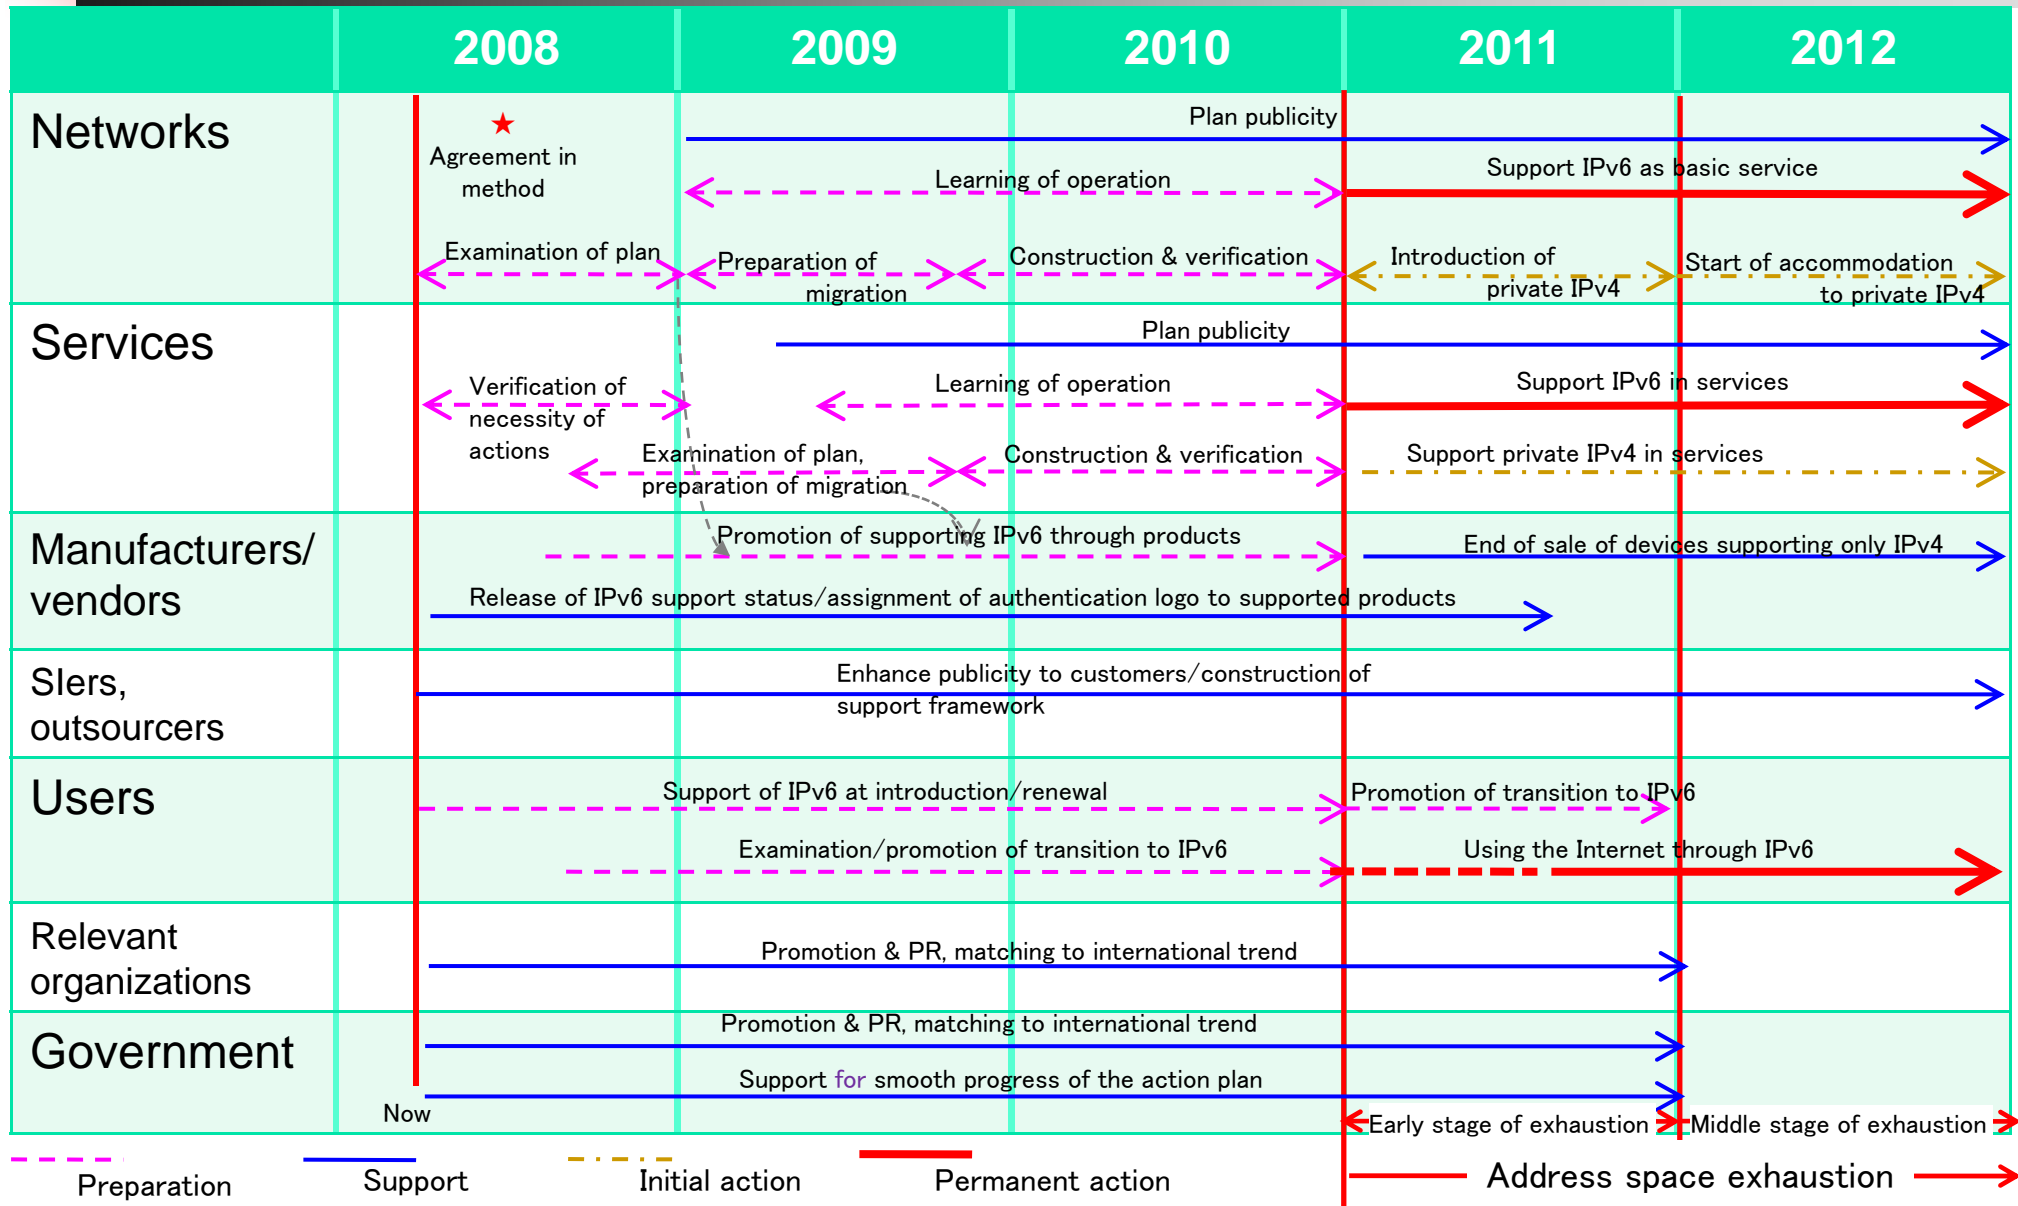 2008 2009 2010 2011 2012
Networks
Agreement in
method
Plan publicity
Learning of operation
Support IPv6 as basic service
Examination of plan
Preparation of
migration
Construction & verification
Introduction of
private IPv4
Start of accommodation
to private IPv4
Services
Plan publicity
Verification of
necessity of
actions
Learning of operation
Support IPv6 in services
Examination of plan,
preparation of migration
Construction & verification
Support private IPv4 in services
Manufacturers/
vendors
Promotion of supporting IPv6 through products
End of sale of devices supporting only IPv4
Release of IPv6 support status/assignment of authentication logo to supported products
SIers,
outsourcers
Enhance publicity to customers/construction of
support framework
Users
Support of IPv6 at introduction/renewal
Promotion of transition to IPv6
Examination/promotion of transition to IPv6
Using the Internet through IPv6
Relevant
organizations
Promotion & PR, matching to international trend
Government
Promotion & PR, matching to international trend
Support for smooth progress of the action plan
Now
Early stage of exhaustion
Middle stage of exhaustion
Preparation
Support
Initial action
Permanent action
Address space exhaustion